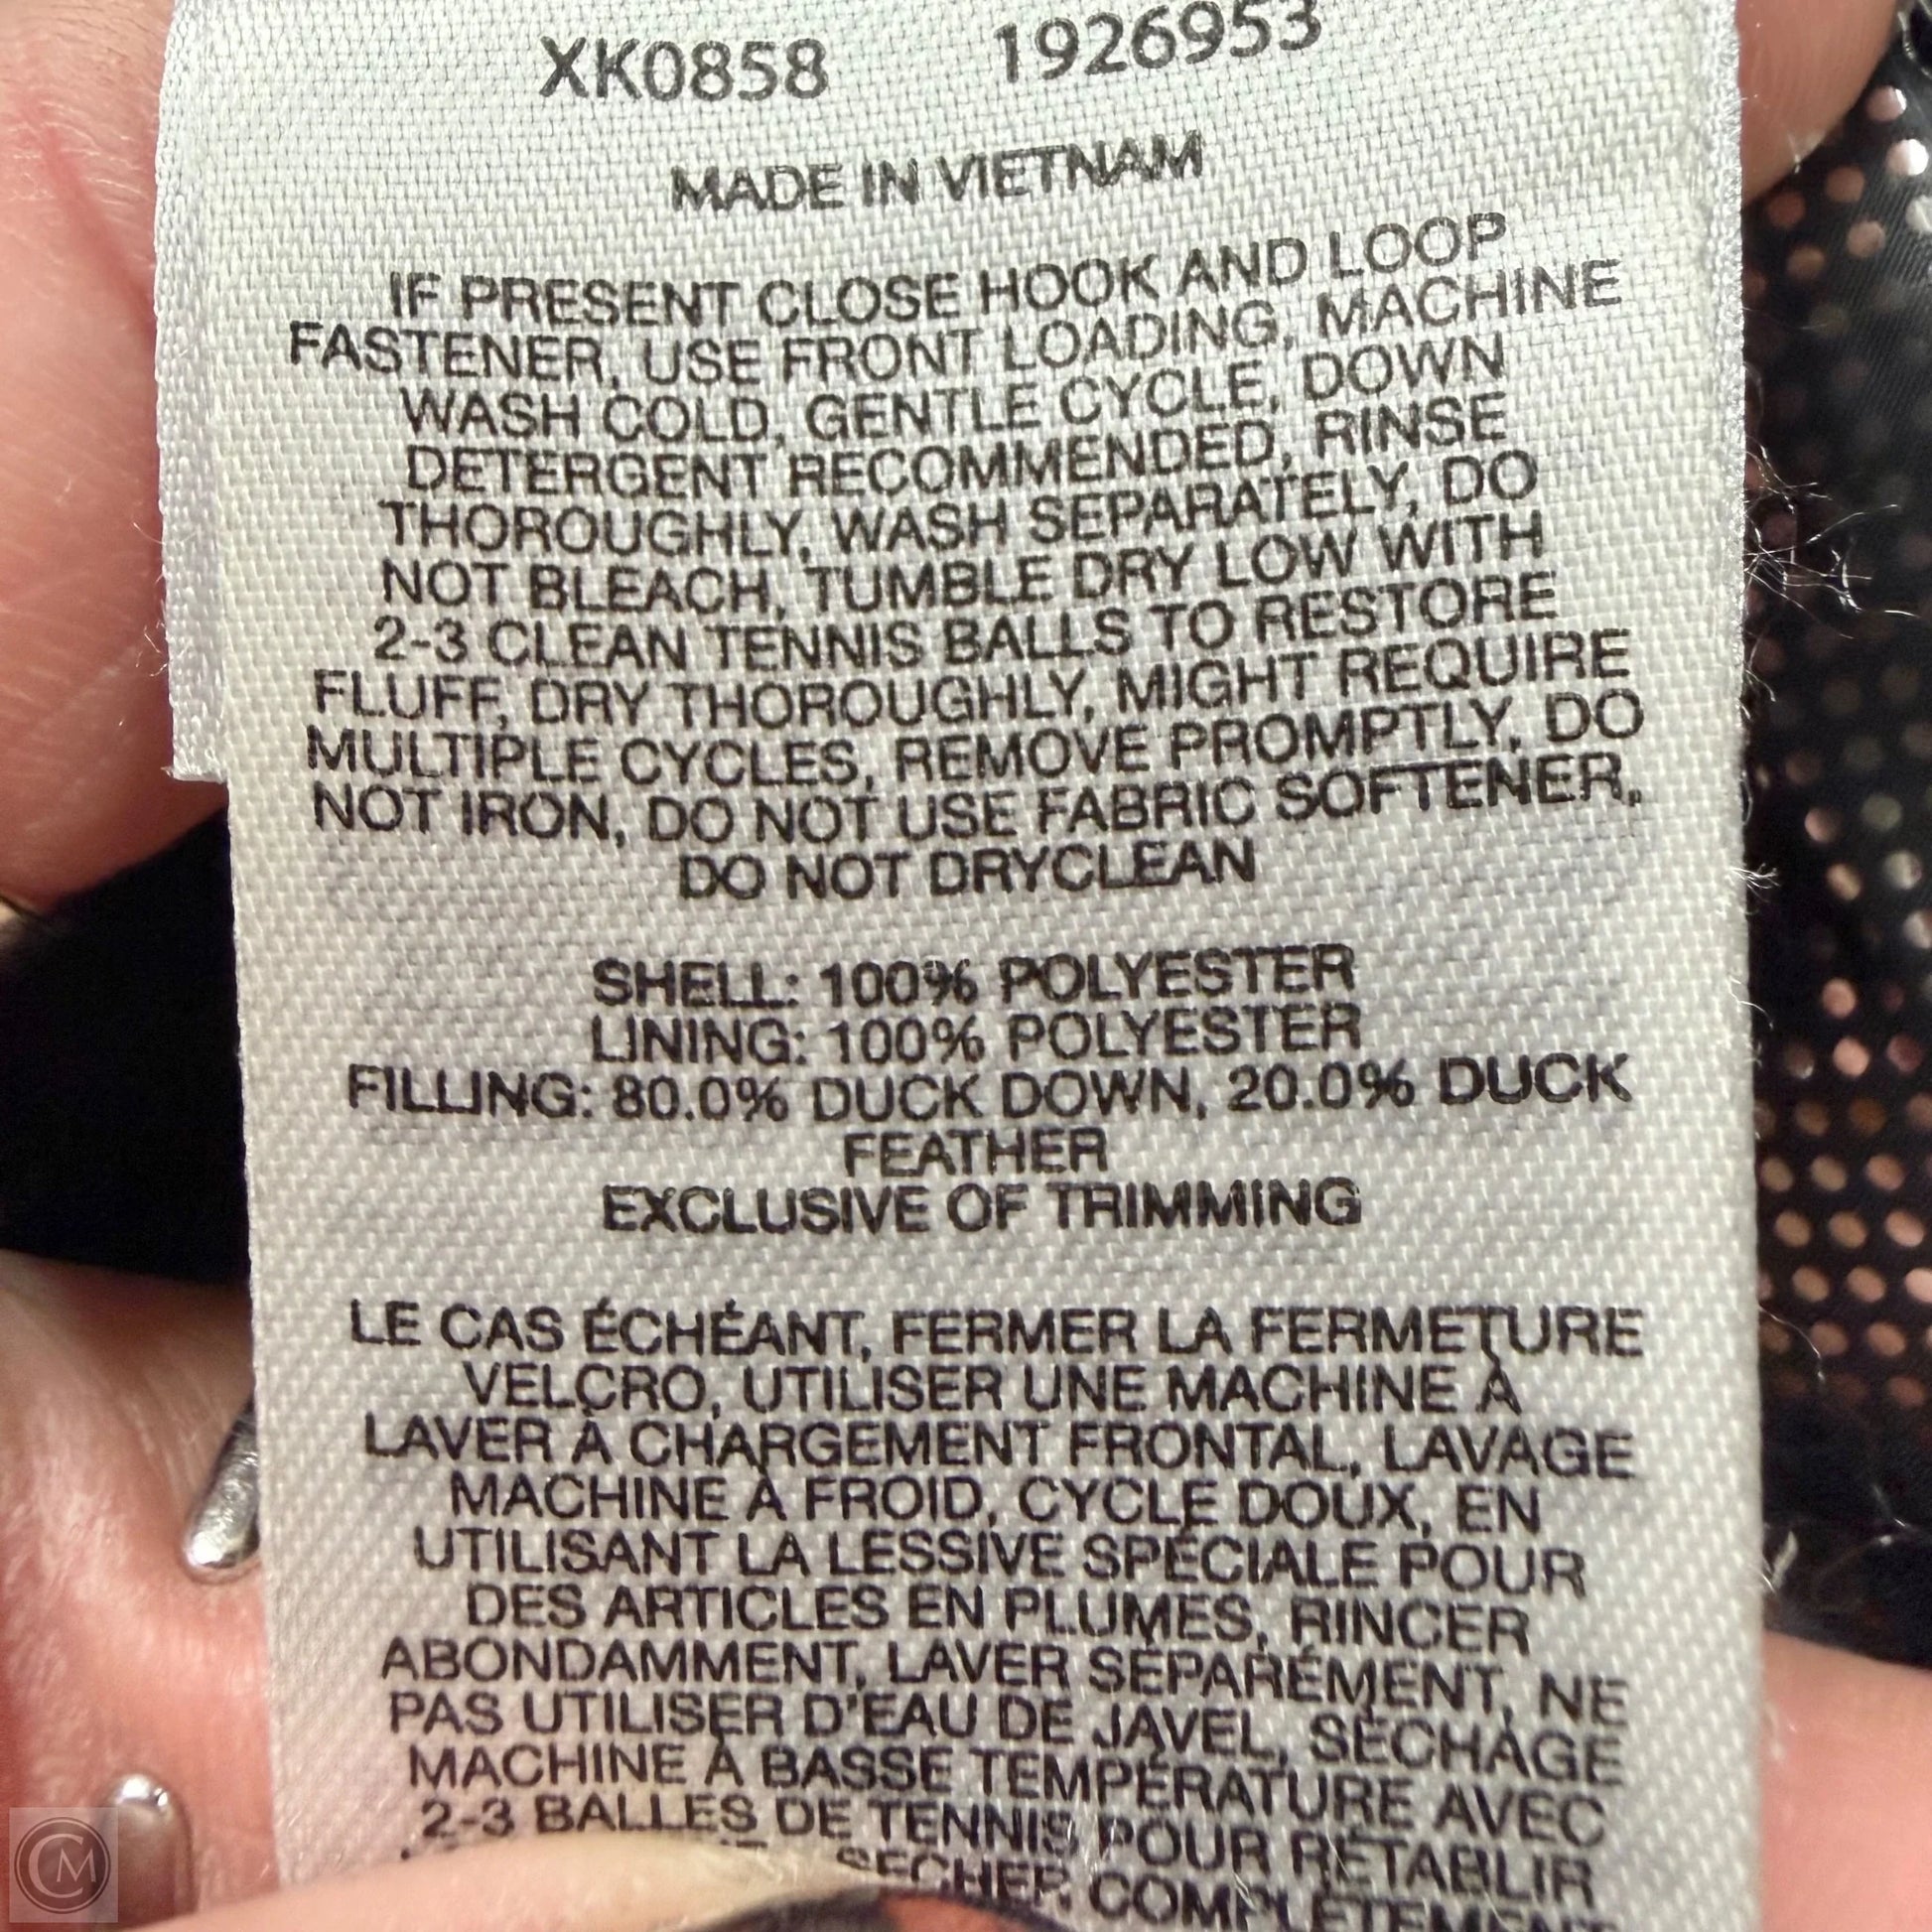 XK0858 1926953
MADE IN VIETNAM
IF PRESENT CLOSE HOOK AND LOOP
FASTENER, USE FRONT LOADING, MACHINE
WASH COLD, GENTLE CYCLE, DOWN
DETERGENT RECOMMENDED, RINSE
THOROUGHLY, WASH SEPARATELY, DO
NOT BLEACH, TUMBLE DRY LOW WITH
2-3 CLEAN TENNIS BALLS TO RESTORE
FLUFF, DRY THOROUGHLY, MIGHT REQUIRE
MULTIPLE CYCLES, REMOVE PROMPTLY, DO
NOT IRON, DO NOT USE FABRIC SOFTENER,
DO NOT DRYCLEAN
SHELL: 100% POLYESTER
LINING: 100% POLYESTER
FILLING: 80.0% DUCK DOWN, 20.0% DUCK
FEATHER
EXCLUSIVE OF TRIMMING
LE CAS ÉCHÉANT, FERMER LA FERMETURE
VELCRO, UTILISER UNE MACHINE À
LAVER À CHARGEMENT FRONTAL, LAVAGE
MACHINE À FROID, CYCLE DOUX, EN
UTILISANT LA LESSIVE SPÉCIALE POUR
DES ARTICLES EN PLUMES, RINCER
ABONDAMMENT, LAVER SÉPARÉMENT, NE
PAS UTILISER D'EAU DE JAVEL, SÉCHAGE
MACHINE À BASSE TEMPÉRATURE AVEC
2-3 BALLES DE TENNIS POUR RÉTABLIR
SÉCHER COMPLÈTEMENT
CM